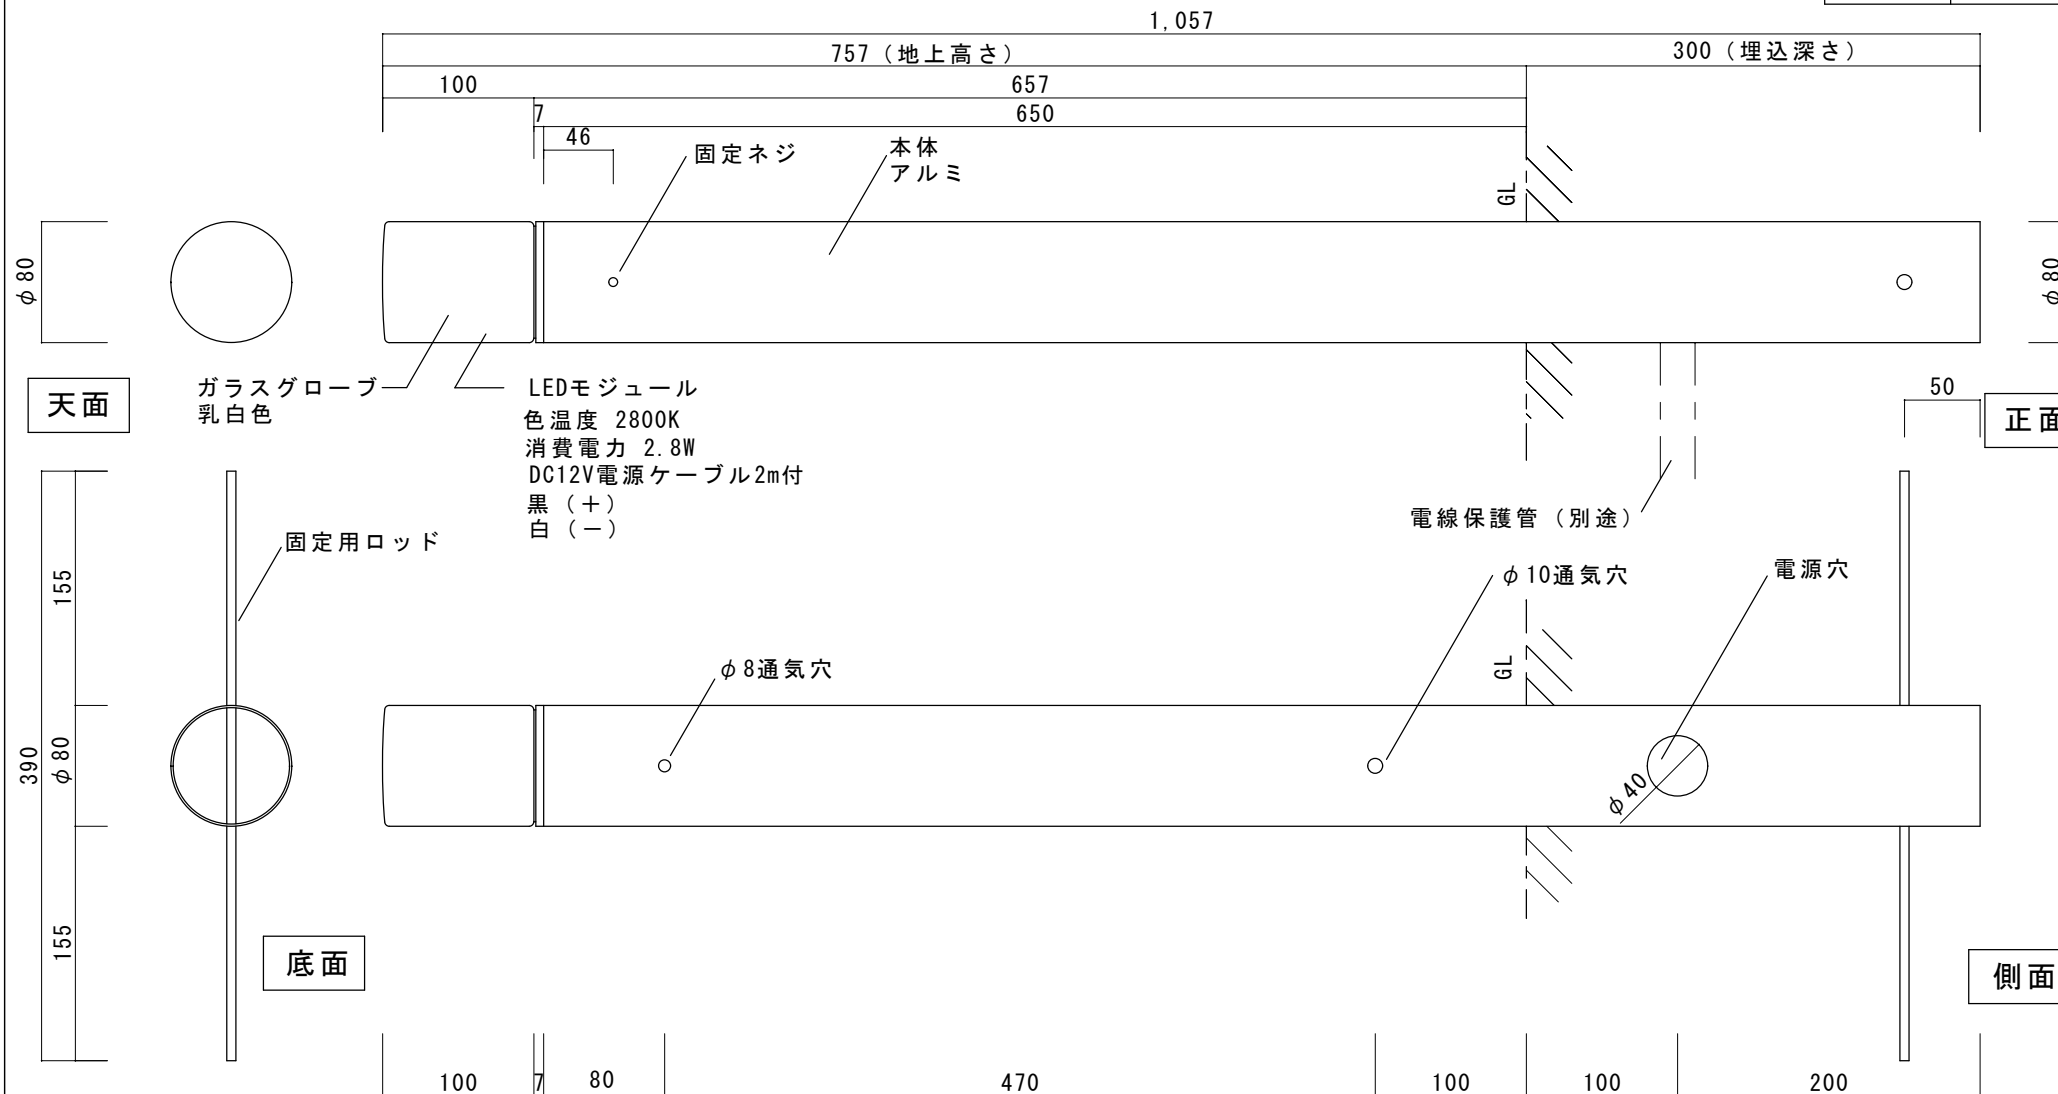 1,057
757(地上高さ)
300(埋込深さ)
100
657
7
650
46
固定ネジ
本体
アルミ
GL
φ80
φ80
天面
ガラスグローブ
乳白色
LEDモジュール
色温度 2800K
消費電力 2.8W
DC12V電源ケーブル2m付
黒(+)
白(-)
50
正面
電線保護管(別途)
固定用ロッド
φ10通気穴
電源穴
φ8通気穴
GL
155
390
φ80
155
φ40
底面
側面
100
7
80
470
100
100
200